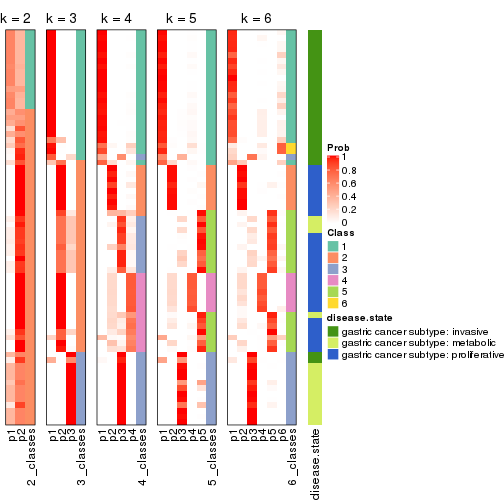 k = 2 k = 3 k = 4 k = 5 k = 6
Prob
1
0.8
0.6
0.4
0.2
0
Class
1
2
3
4
5
6
disease.state
gastric cancer subtype: invasive
gastric cancer subtype: metabolic
gastric cancer subtype: proliferative
p1 p2 2_classes p1 p2 p3 3_classes p1 p2 p3 p4 4_classes p1 p2 p3 p4 p5 5_classes p1 p2 p3 p4 p5 p6 6_classes disease.state